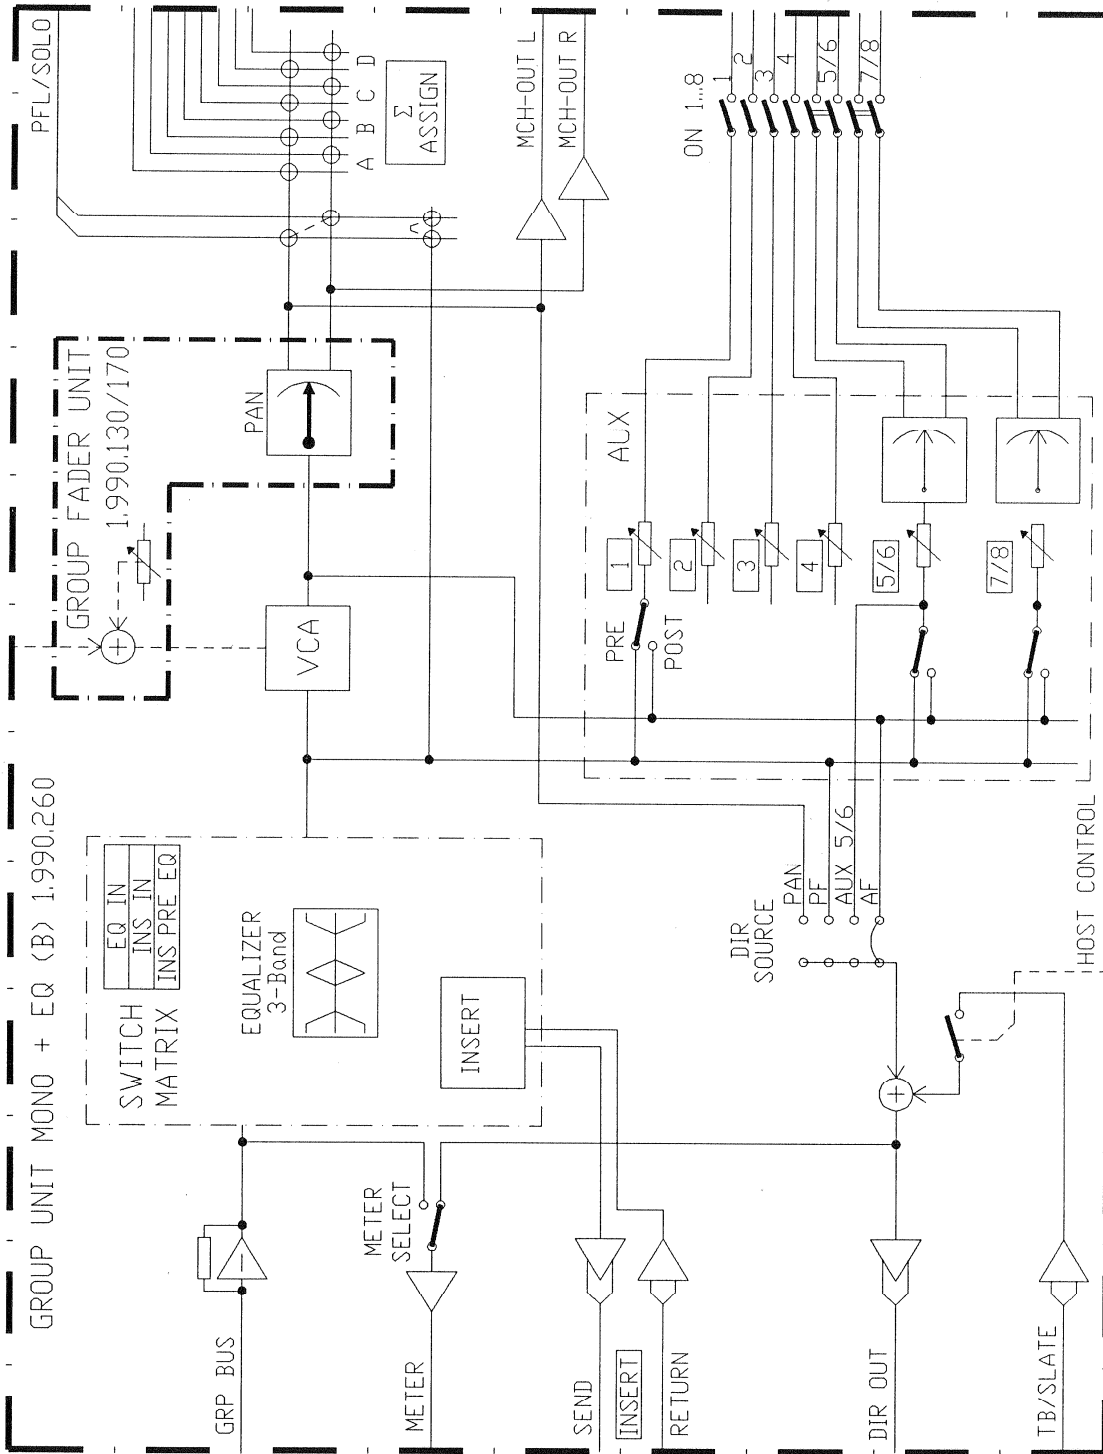 GROUP UNIT MONO + EQ (B) 1.990.260
GROUP FADER UNIT
1.990.130/170
PFL/SOLO
GRP BUS
SWITCH
MATRIX
EQ IN
INS IN
INS PRE EQ
EQUALIZER
3-Band
INSERT
VCA
PAN
A B C D
Σ
ASSIGN
METER
METER
SELECT
MCH-OUT L
MCH-OUT R
SEND
INSERT
RETURN
DIR OUT
TB/SLATE
DIR
SOURCE
PAN
PF
AUX 5/6
AF
HOST CONTROL
AUX
PRE
POST
1
2
3
4
5/6
7/8
ON 1...8
1
2
3
4
5/6
7/8